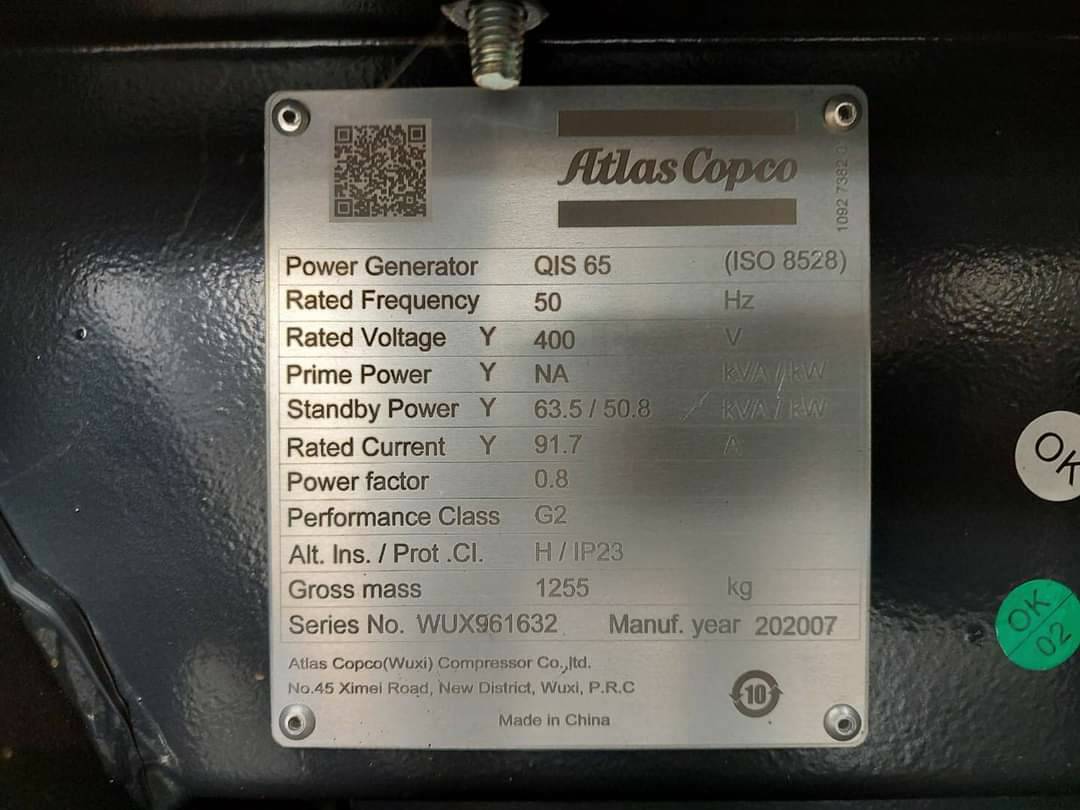 Atlas Copco
1092 7382 0
Power Generator QIS 65 (ISO 8528)
Rated Frequency 50 Hz
Rated Voltage Y 400 V
Prime Power Y NA kVA / kW
Standby Power Y 63.5 / 50.8 kVA / kW
Rated Current Y 91.7 A
Power factor 0.8
Performance Class G2
Alt. Ins. / Prot .Cl. H / IP23
Gross mass 1255 kg
Series No. WUX961632 Manuf. year 202007
Atlas Copco(Wuxi) Compressor Co.,ltd.
No.45 Ximei Road, New District, Wuxi, P.R.C
10
Made in China
OK
OK
02